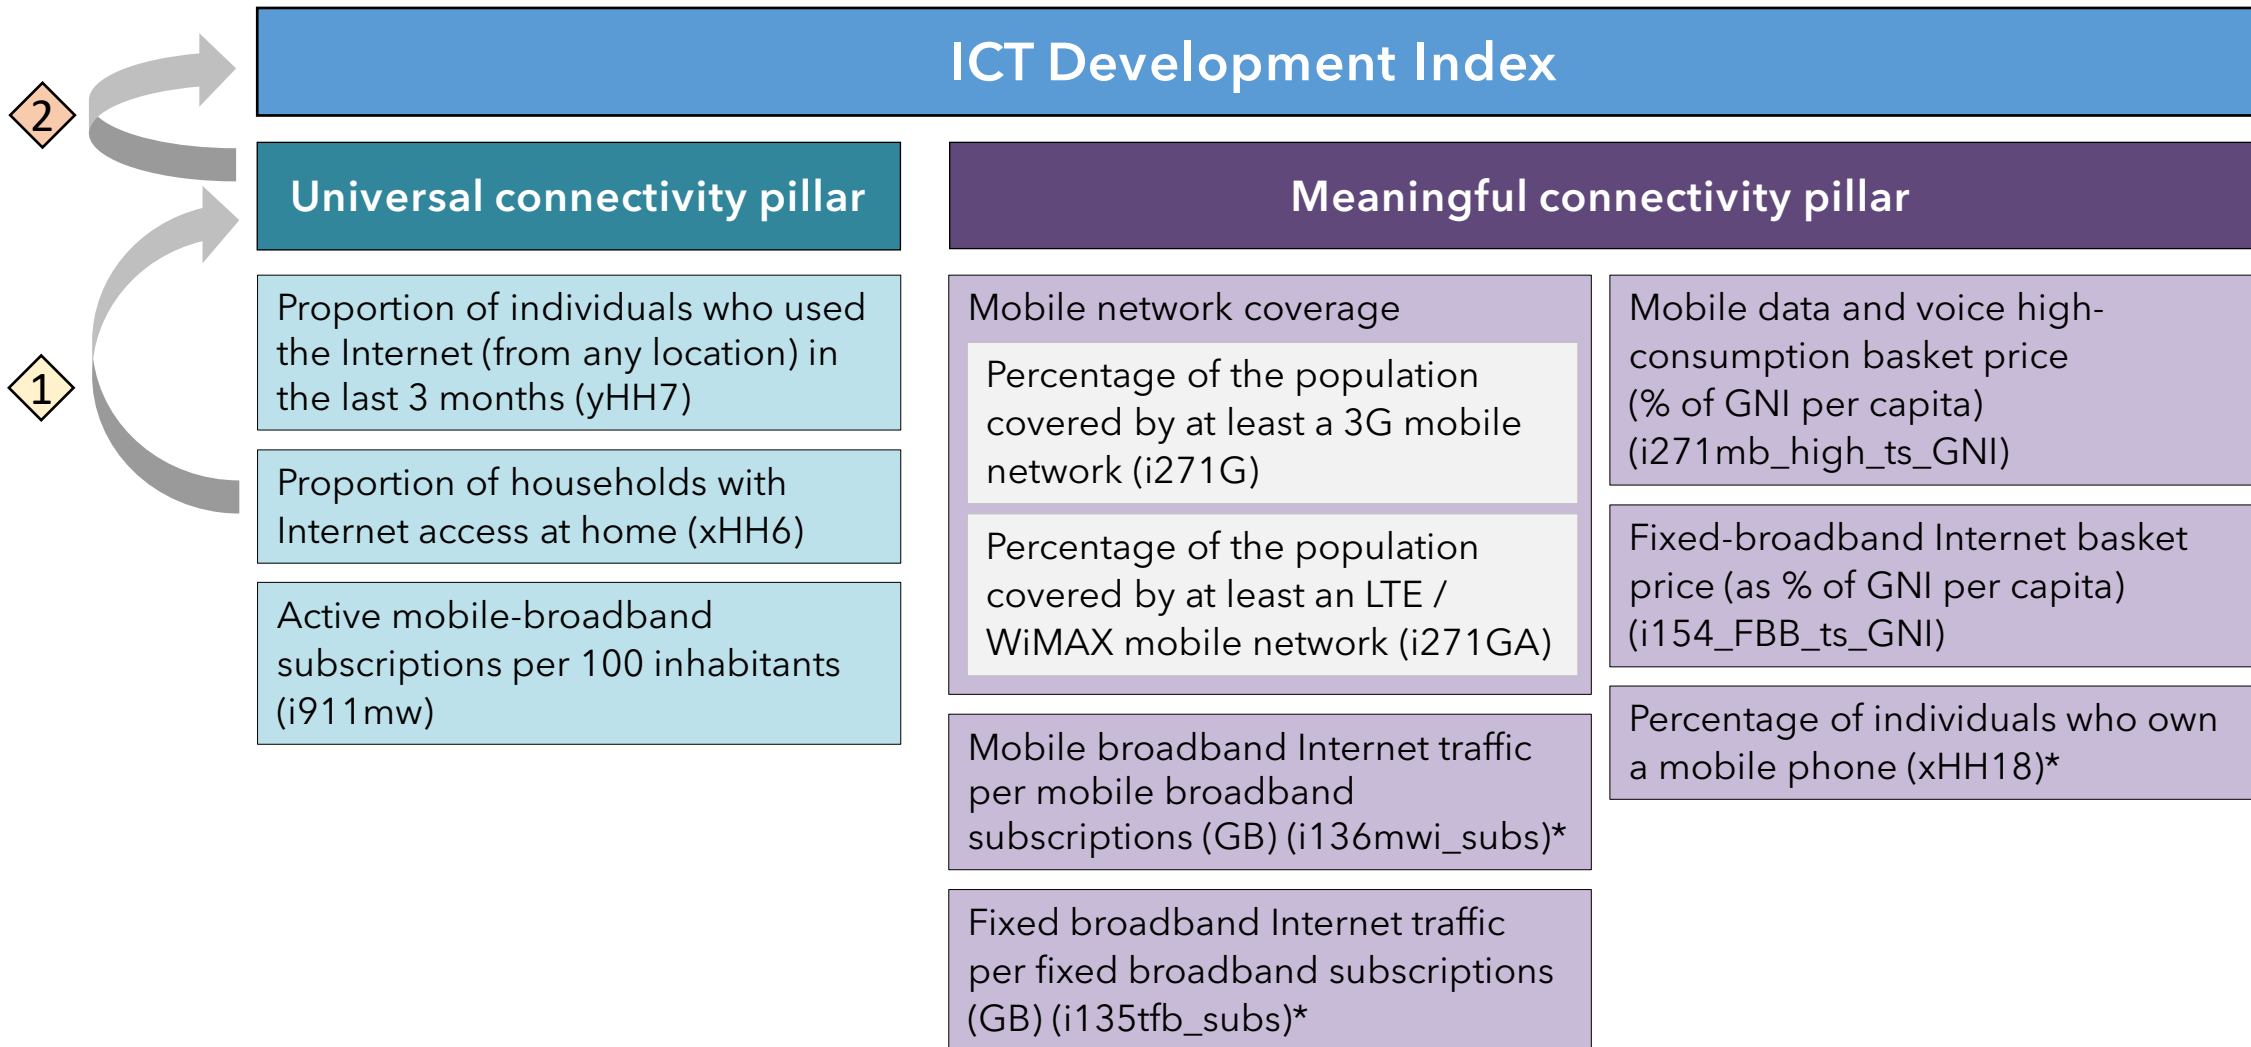 ICT Development Index
2
Universal connectivity pillar
Meaningful connectivity pillar
1
Proportion of individuals who used
the Internet (from any location) in
the last 3 months (yHH7)
Proportion of households with
Internet access at home (xHH6)
Active mobile-broadband
subscriptions per 100 inhabitants
(i911mw)
Mobile network coverage
Percentage of the population
covered by at least a 3G mobile
network (i271G)
Percentage of the population
covered by at least an LTE /
WiMAX mobile network (i271GA)
Mobile broadband Internet traffic
per mobile broadband
subscriptions (GB) (i136mwi_subs)*
Fixed broadband Internet traffic
per fixed broadband subscriptions
(GB) (i135tfb_subs)*
Mobile data and voice high-
consumption basket price
(% of GNI per capita)
(i271mb_high_ts_GNI)
Fixed-broadband Internet basket
price (as % of GNI per capita)
(i154_FBB_ts_GNI)
Percentage of individuals who own
a mobile phone (xHH18)*